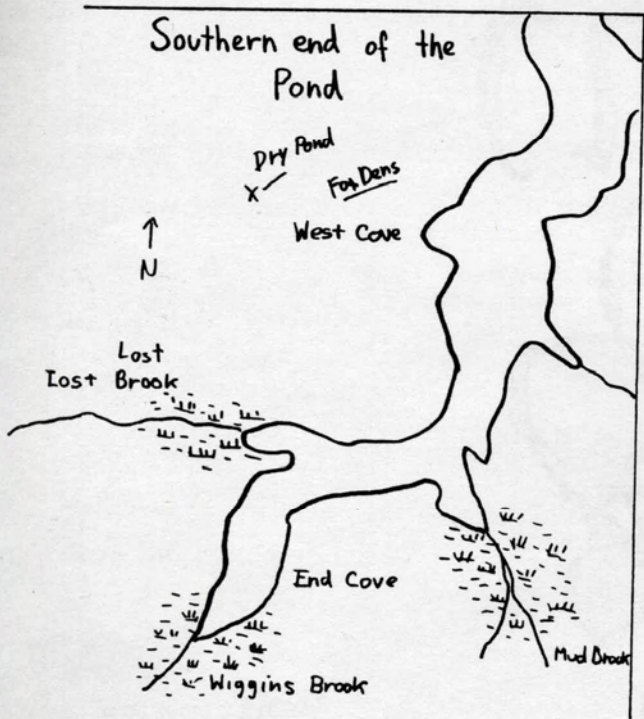 Southern end of the
Pond
Dry Pond
X
Fox Dens
West Cove
N
Lost
Lost Brook
End Cove
Mud Brook
Wiggins Brook